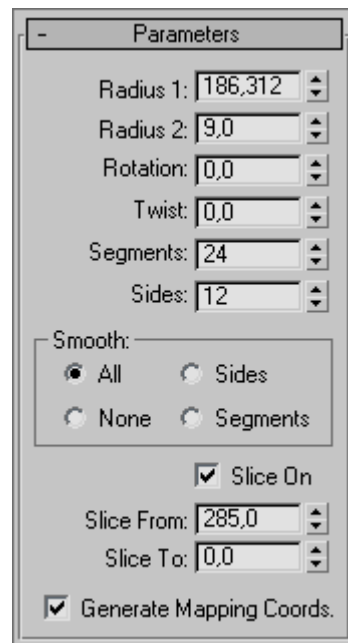 - Parameters
Radius 1: 186,312
Radius 2: 9,0
Rotation: 0,0
Twist: 0,0
Segments: 24
Sides: 12
Smooth:
All Sides
None Segments
Slice On
Slice From: 285,0
Slice To: 0,0
Generate Mapping Coords.